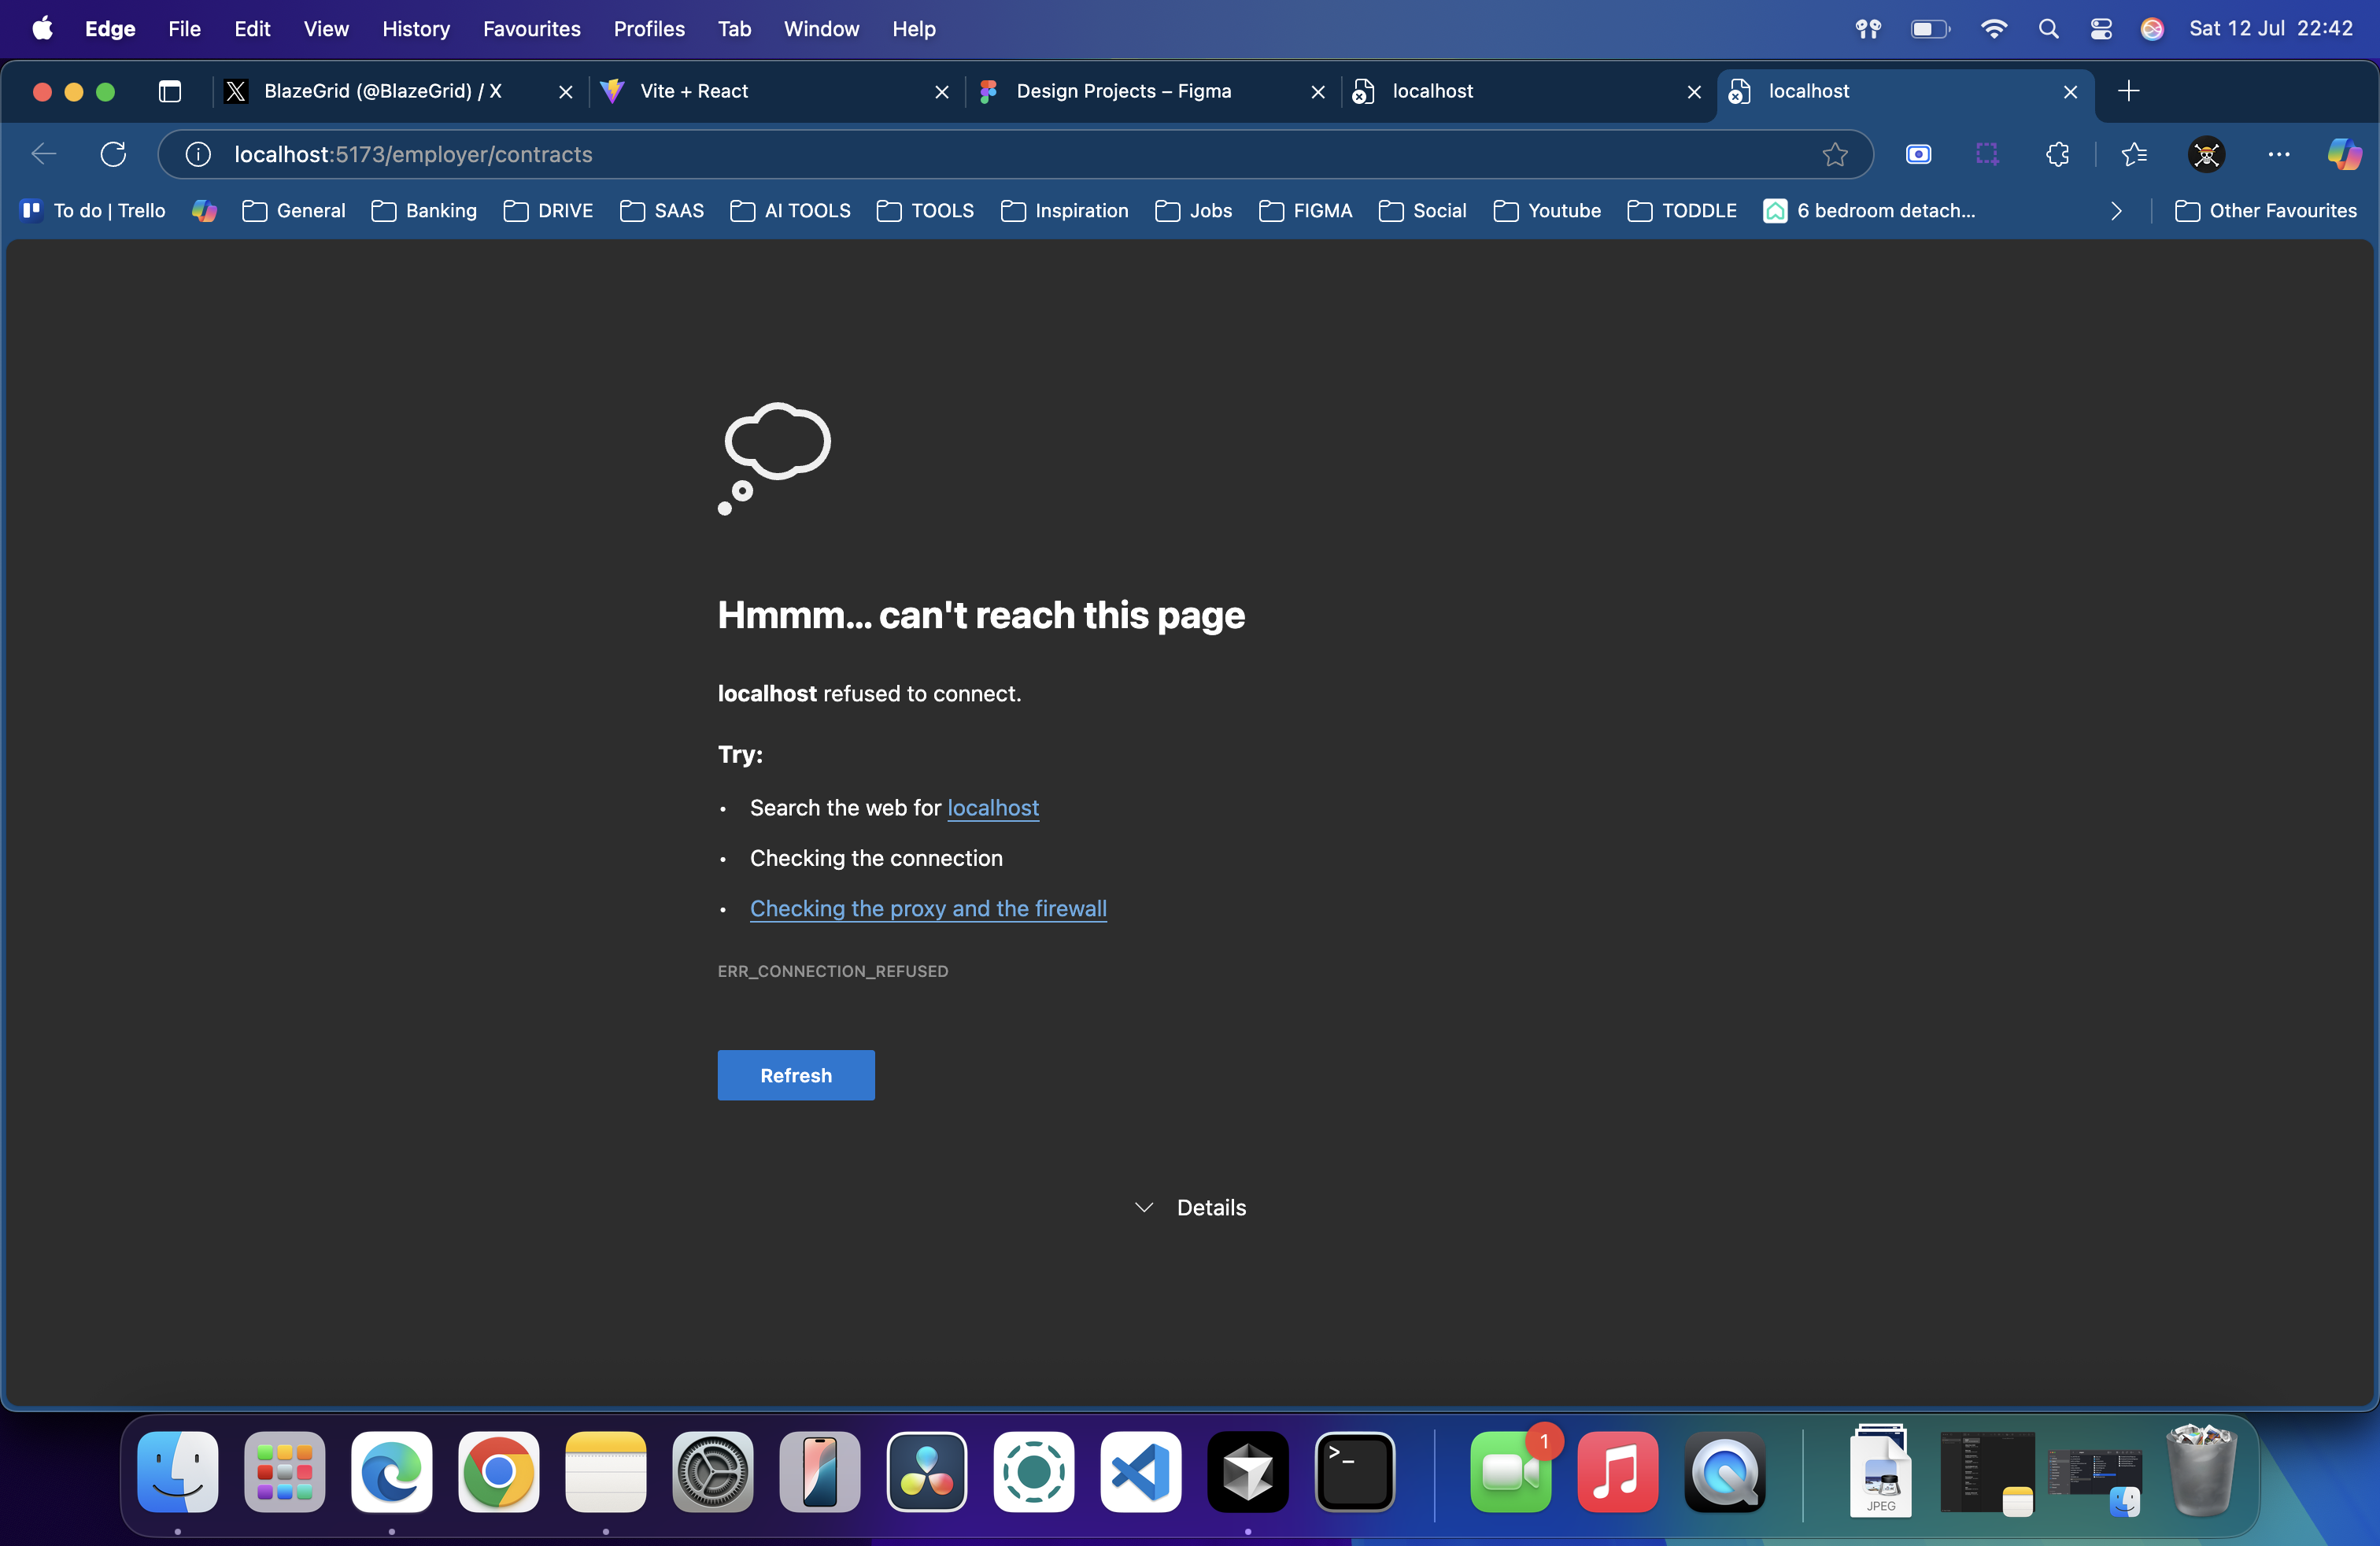 Edge File Edit View History Favourites Profiles Tab Window Help Sat 12 Jul 22:42
BlazeGrid (@BlazeGrid) / X Vite + React Design Projects – Figma localhost localhost
localhost:5173/employer/contracts
To do | Trello General Banking DRIVE SAAS AI TOOLS TOOLS Inspiration Jobs FIGMA Social Youtube TODDLE 6 bedroom detach... Other Favourites
Hmmm... can't reach this page
localhost refused to connect.
Try:
• Search the web for localhost
• Checking the connection
• Checking the proxy and the firewall
ERR_CONNECTION_REFUSED
Refresh
Details
1
JPEG